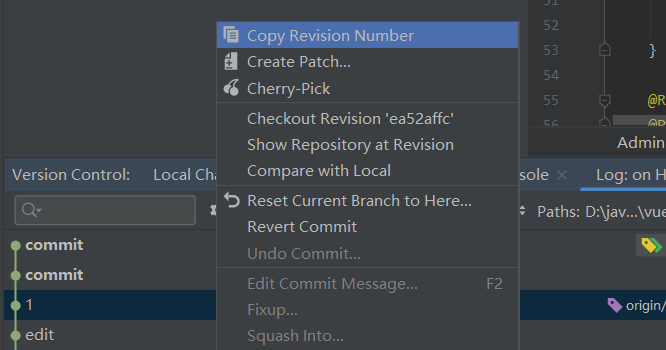 51
Copy Revision Number
52
Create Patch...
53
}
Cherry-Pick
54
Checkout Revision 'ea52affc'
55
@R
Show Repository at Revision
56
Compare with Local
Admin
Version Control:
Local Cha
sole
Log: on H
Reset Current Branch to Here...
Paths: D:\jav...\vue
Revert Commit
commit
Undo Commit...
commit
Edit Commit Message... F2
1
origin/
Fixup...
edit
Squash Into...